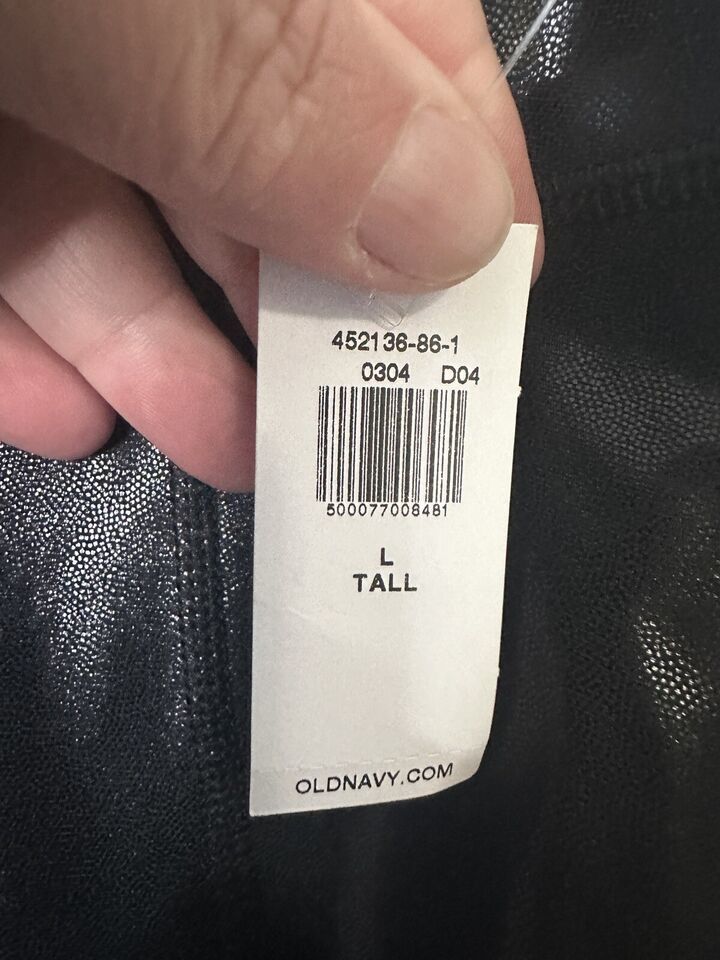 452136-86-1
0304 D04
500077008481
L
TALL
OLDNAVY.COM